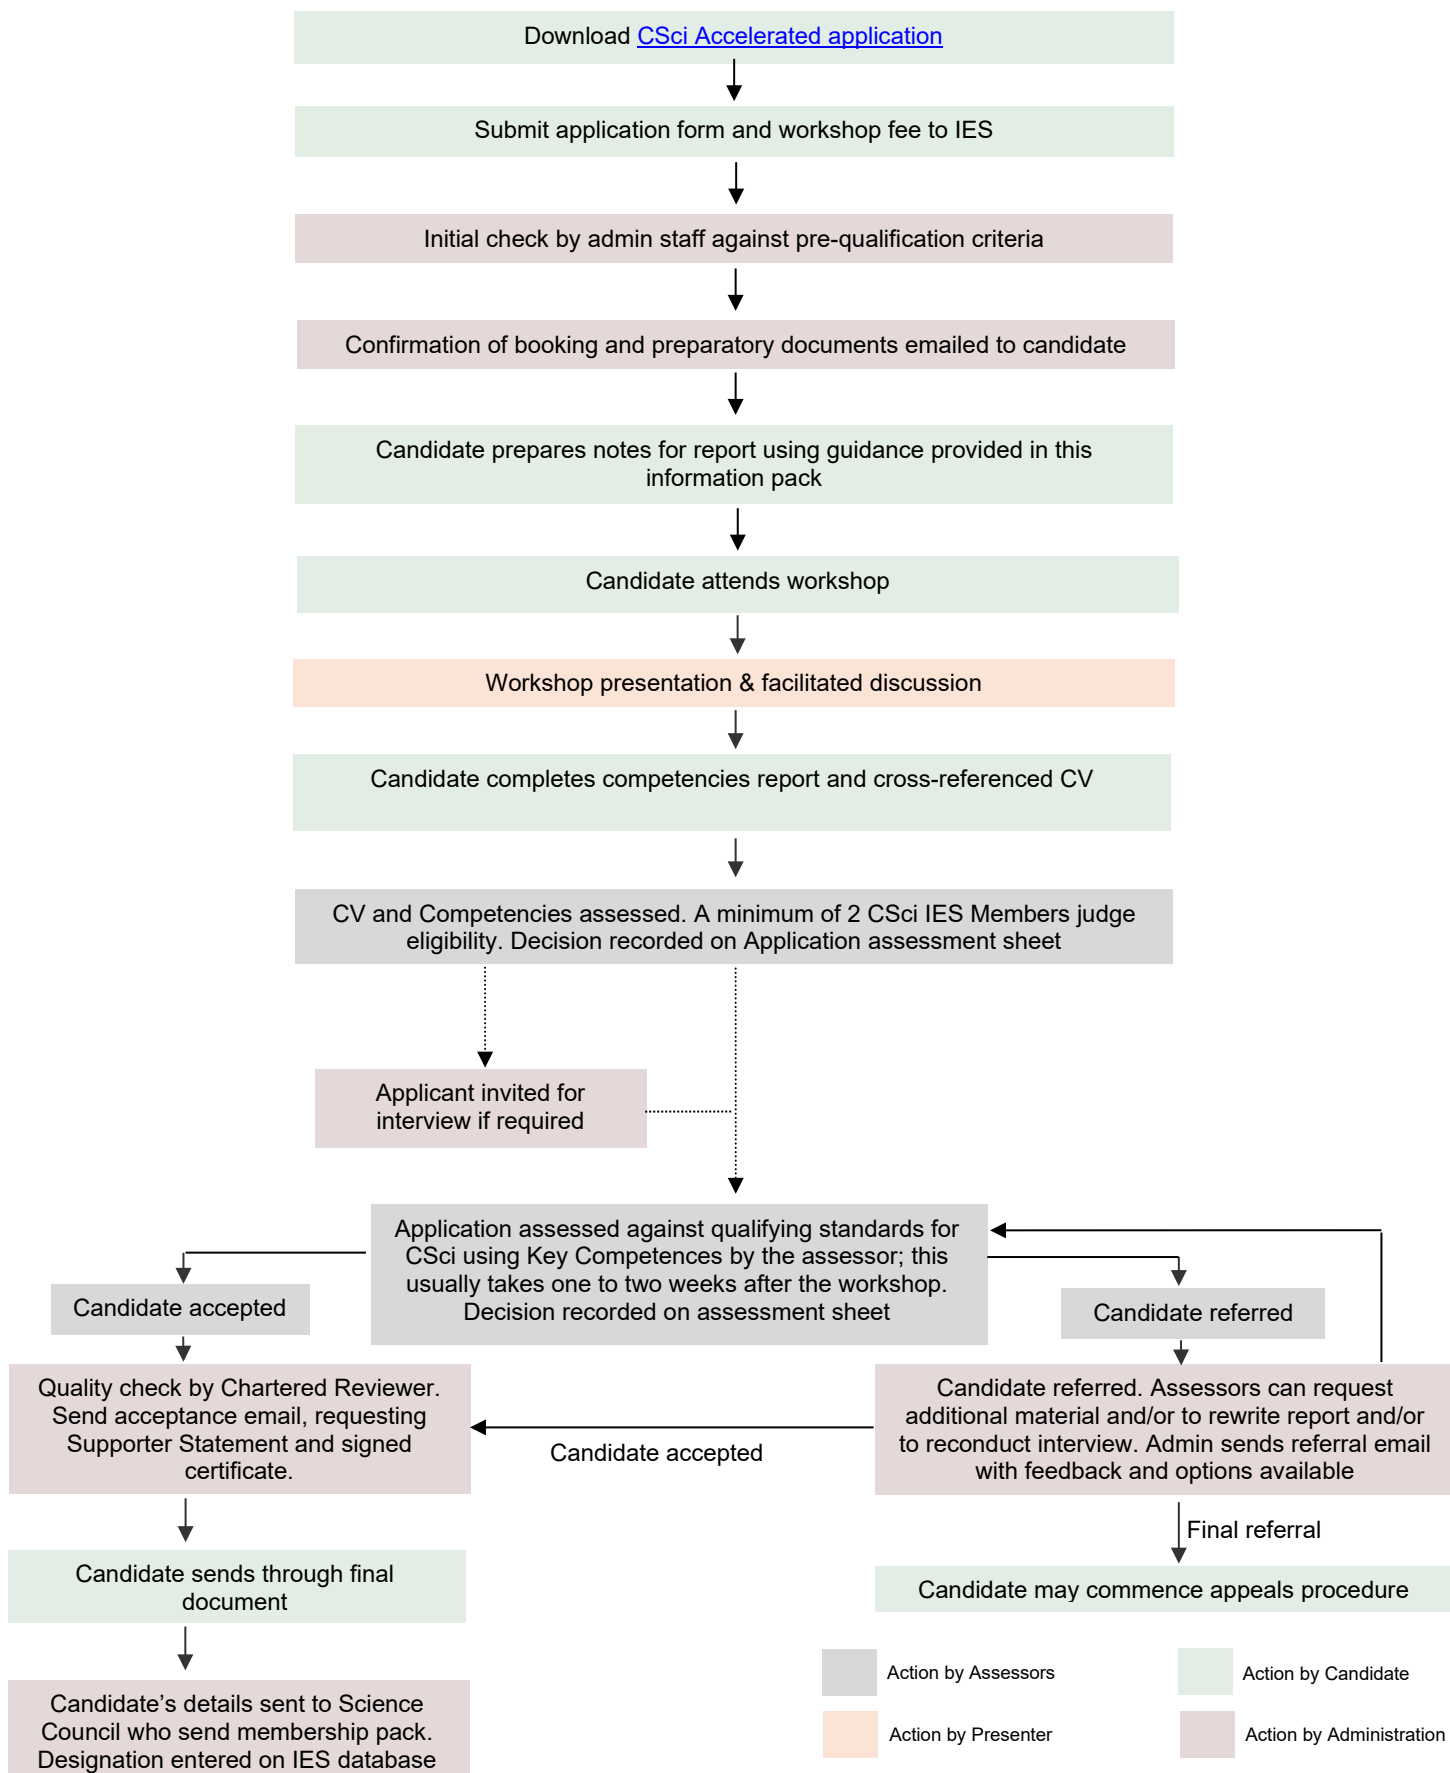 Download CSci Accelerated application
Submit application form and workshop fee to IES
Initial check by admin staff against pre-qualification criteria
Confirmation of booking and preparatory documents emailed to candidate
Candidate prepares notes for report using guidance provided in this
information pack
Candidate attends workshop
Workshop presentation & facilitated discussion
Candidate completes competencies report and cross-referenced CV
CV and Competencies assessed. A minimum of 2 CSci IES Members judge
eligibility. Decision recorded on Application assessment sheet
Applicant invited for
interview if required
Application assessed against qualifying standards for
CSci using Key Competences by the assessor; this
usually takes one to two weeks after the workshop.
Decision recorded on assessment sheet
Candidate accepted
Candidate referred
Quality check by Chartered Reviewer.
Send acceptance email, requesting
Supporter Statement and signed
certificate.
Candidate accepted
Candidate referred. Assessors can request
additional material and/or to rewrite report and/or
to reconduct interview. Admin sends referral email
with feedback and options available
Final referral
Candidate sends through final
document
Candidate may commence appeals procedure
Candidate’s details sent to Science
Council who send membership pack.
Designation entered on IES database
Action by Assessors
Action by Candidate
Action by Presenter
Action by Administration